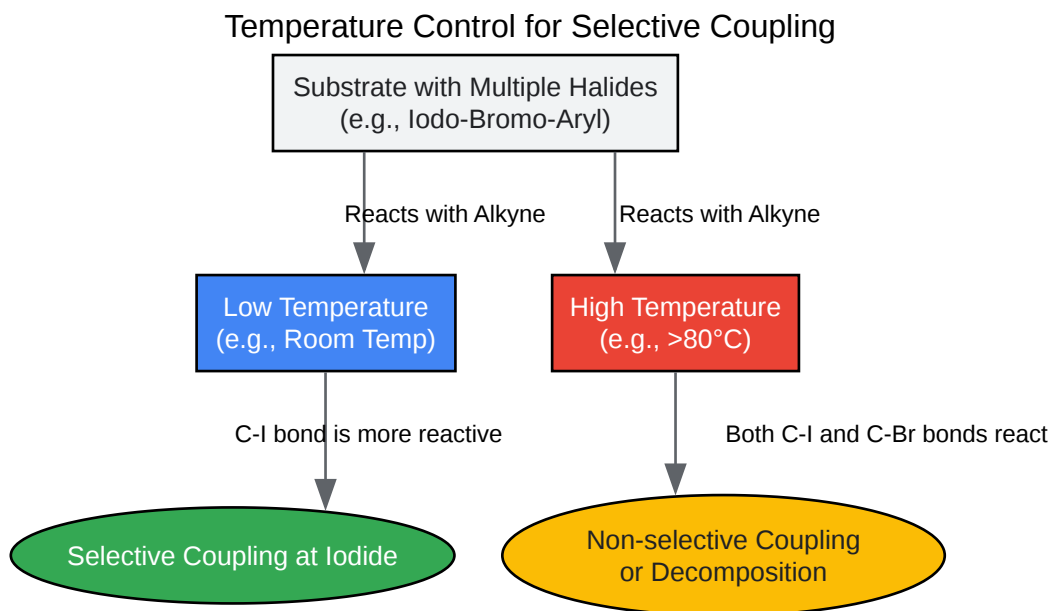 Temperature Control for Selective Coupling
Substrate with Multiple Halides
(e.g., Iodo-Bromo-Aryl)
Reacts with Alkyne
Reacts with Alkyne
Low Temperature
(e.g., Room Temp)
High Temperature
(e.g., >80°C)
C-I bond is more reactive
Both C-I and C-Br bonds react
Selective Coupling at Iodide
Non-selective Coupling
or Decomposition